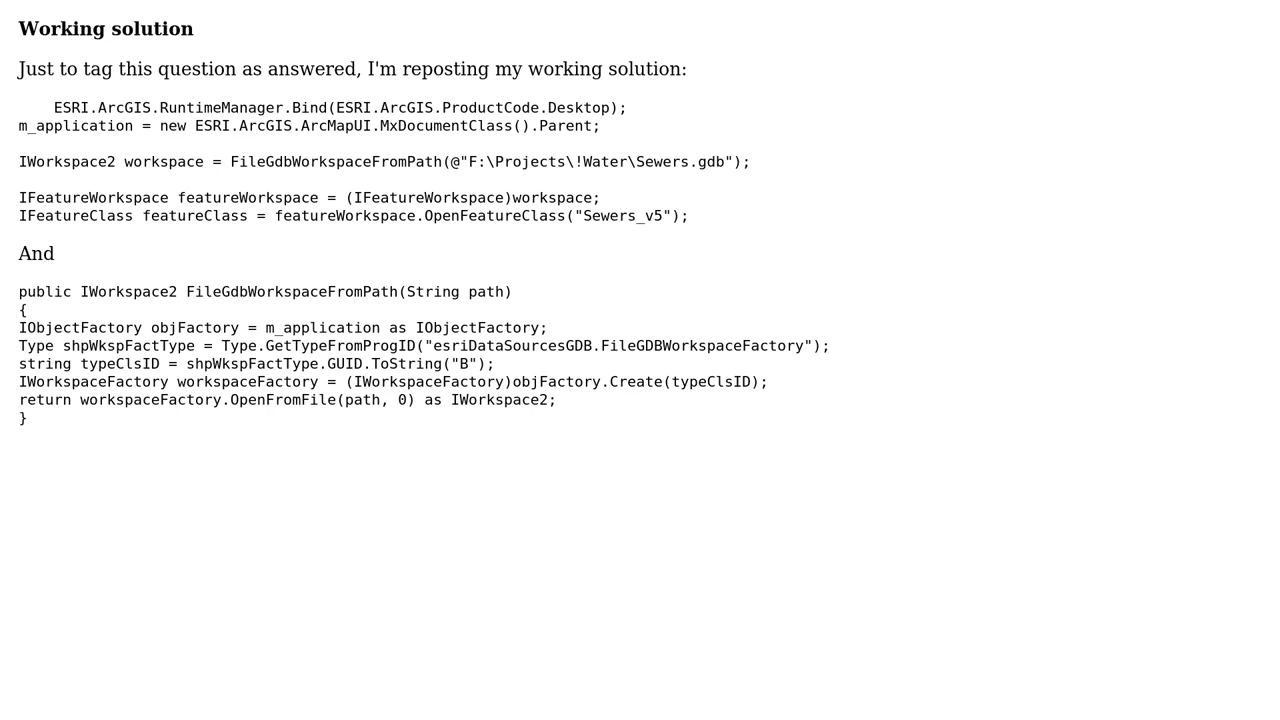 Working solution
Just to tag this question as answered, I'm reposting my working solution:
    ESRI.ArcGIS.RuntimeManager.Bind(ESRI.ArcGIS.ProductCode.Desktop);
m_application = new ESRI.ArcGIS.ArcMapUI.MxDocumentClass().Parent;
IWorkspace2 workspace = FileGdbWorkspaceFromPath(@"F:\Projects\!Water\Sewers.gdb");
IFeatureWorkspace featureWorkspace = (IFeatureWorkspace)workspace;
IFeatureClass featureClass = featureWorkspace.OpenFeatureClass("Sewers_v5");
And
public IWorkspace2 FileGdbWorkspaceFromPath(String path)
{
IObjectFactory objFactory = m_application as IObjectFactory;
Type shpWkspFactType = Type.GetTypeFromProgID("esriDataSourcesGDB.FileGDBWorkspaceFactory");
string typeClsID = shpWkspFactType.GUID.ToString("B");
IWorkspaceFactory workspaceFactory = (IWorkspaceFactory)objFactory.Create(typeClsID);
return workspaceFactory.OpenFromFile(path, 0) as IWorkspace2;
}